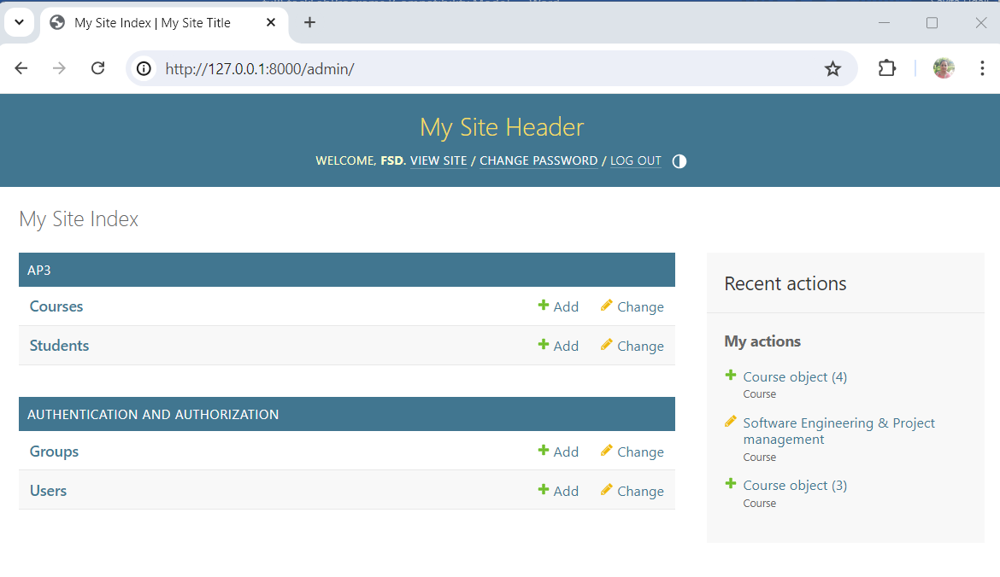 My Site Index | My Site Title
http://127.0.0.1:8000/admin/
My Site Header
WELCOME, FSD. VIEW SITE / CHANGE PASSWORD / LOG OUT
My Site Index
AP3
Courses Add Change
Students Add Change
AUTHENTICATION AND AUTHORIZATION
Groups Add Change
Users Add Change
Recent actions
My actions
Course object (4)
Course
Software Engineering & Project
management
Course
Course object (3)
Course